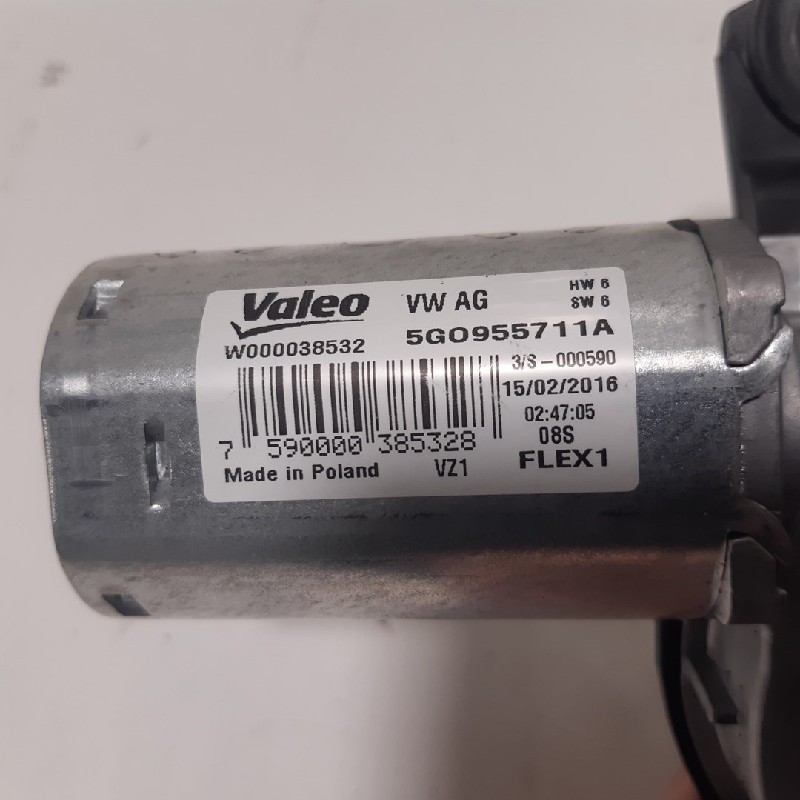 Valeo VW AG HW 6
SW 6
W000038532 5G0955711A
3/S-000590
15/02/2016
02:47:05
7 590000 385328 08S
Made in Poland VZ1 FLEX1